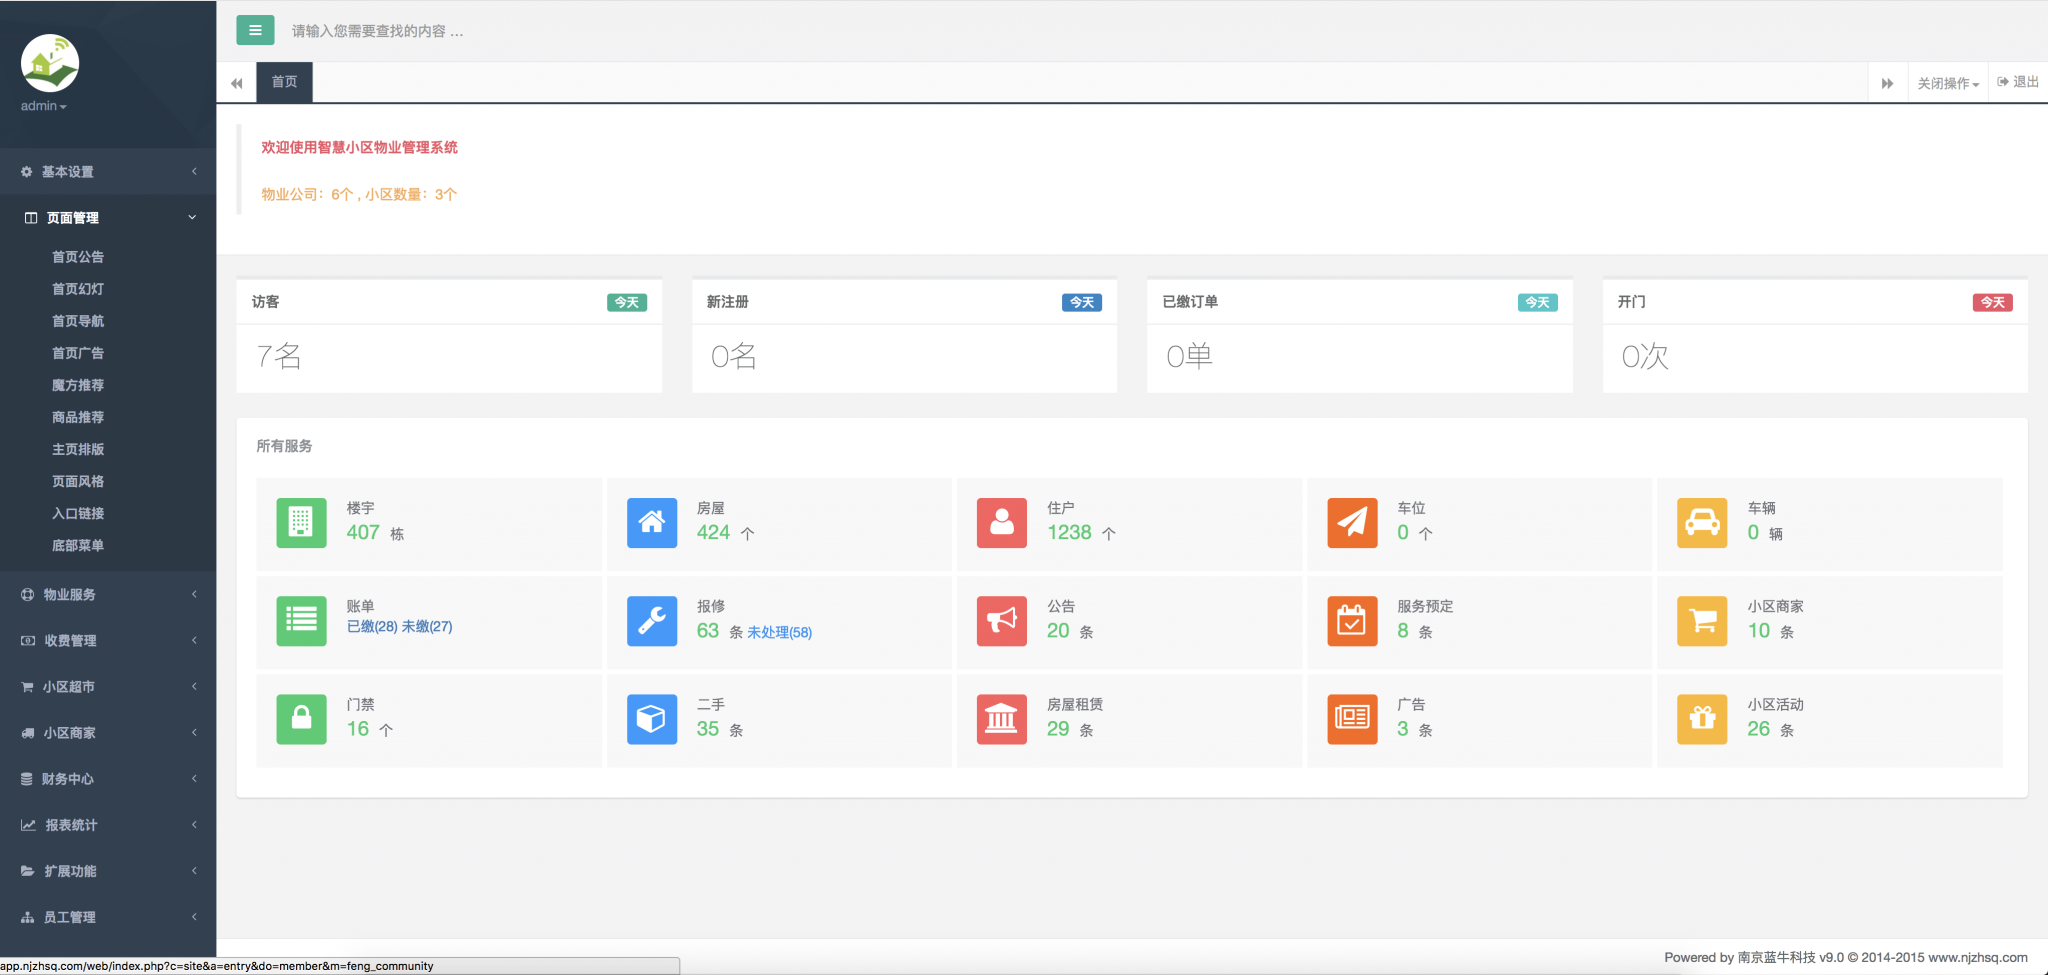 请输入您需要查找的内容 …
admin
首页
关闭操作
退出
基本设置
页面管理
首页公告
首页幻灯
首页导航
首页广告
魔方推荐
商品推荐
主页排版
页面风格
入口链接
底部菜单
物业服务
收费管理
小区超市
小区商家
财务中心
报表统计
扩展功能
员工管理
欢迎使用智慧小区物业管理系统
物业公司：6个 , 小区数量：3个
访客 今天
7名
新注册 今天
0名
已缴订单 今天
0单
开门 今天
0次
所有服务
楼宇
407 栋
房屋
424 个
住户
1238 个
车位
0 个
车辆
0 辆
账单
已缴(28) 未缴(27)
报修
63 条 未处理(58)
公告
20 条
服务预定
8 条
小区商家
10 条
门禁
16 个
二手
35 条
房屋租赁
29 条
广告
3 条
小区活动
26 条
Powered by 南京蓝牛科技 v9.0 © 2014-2015 www.njzhsq.com
app.njzhsq.com/web/index.php?c=site&a=entry&do=member&m=feng_community